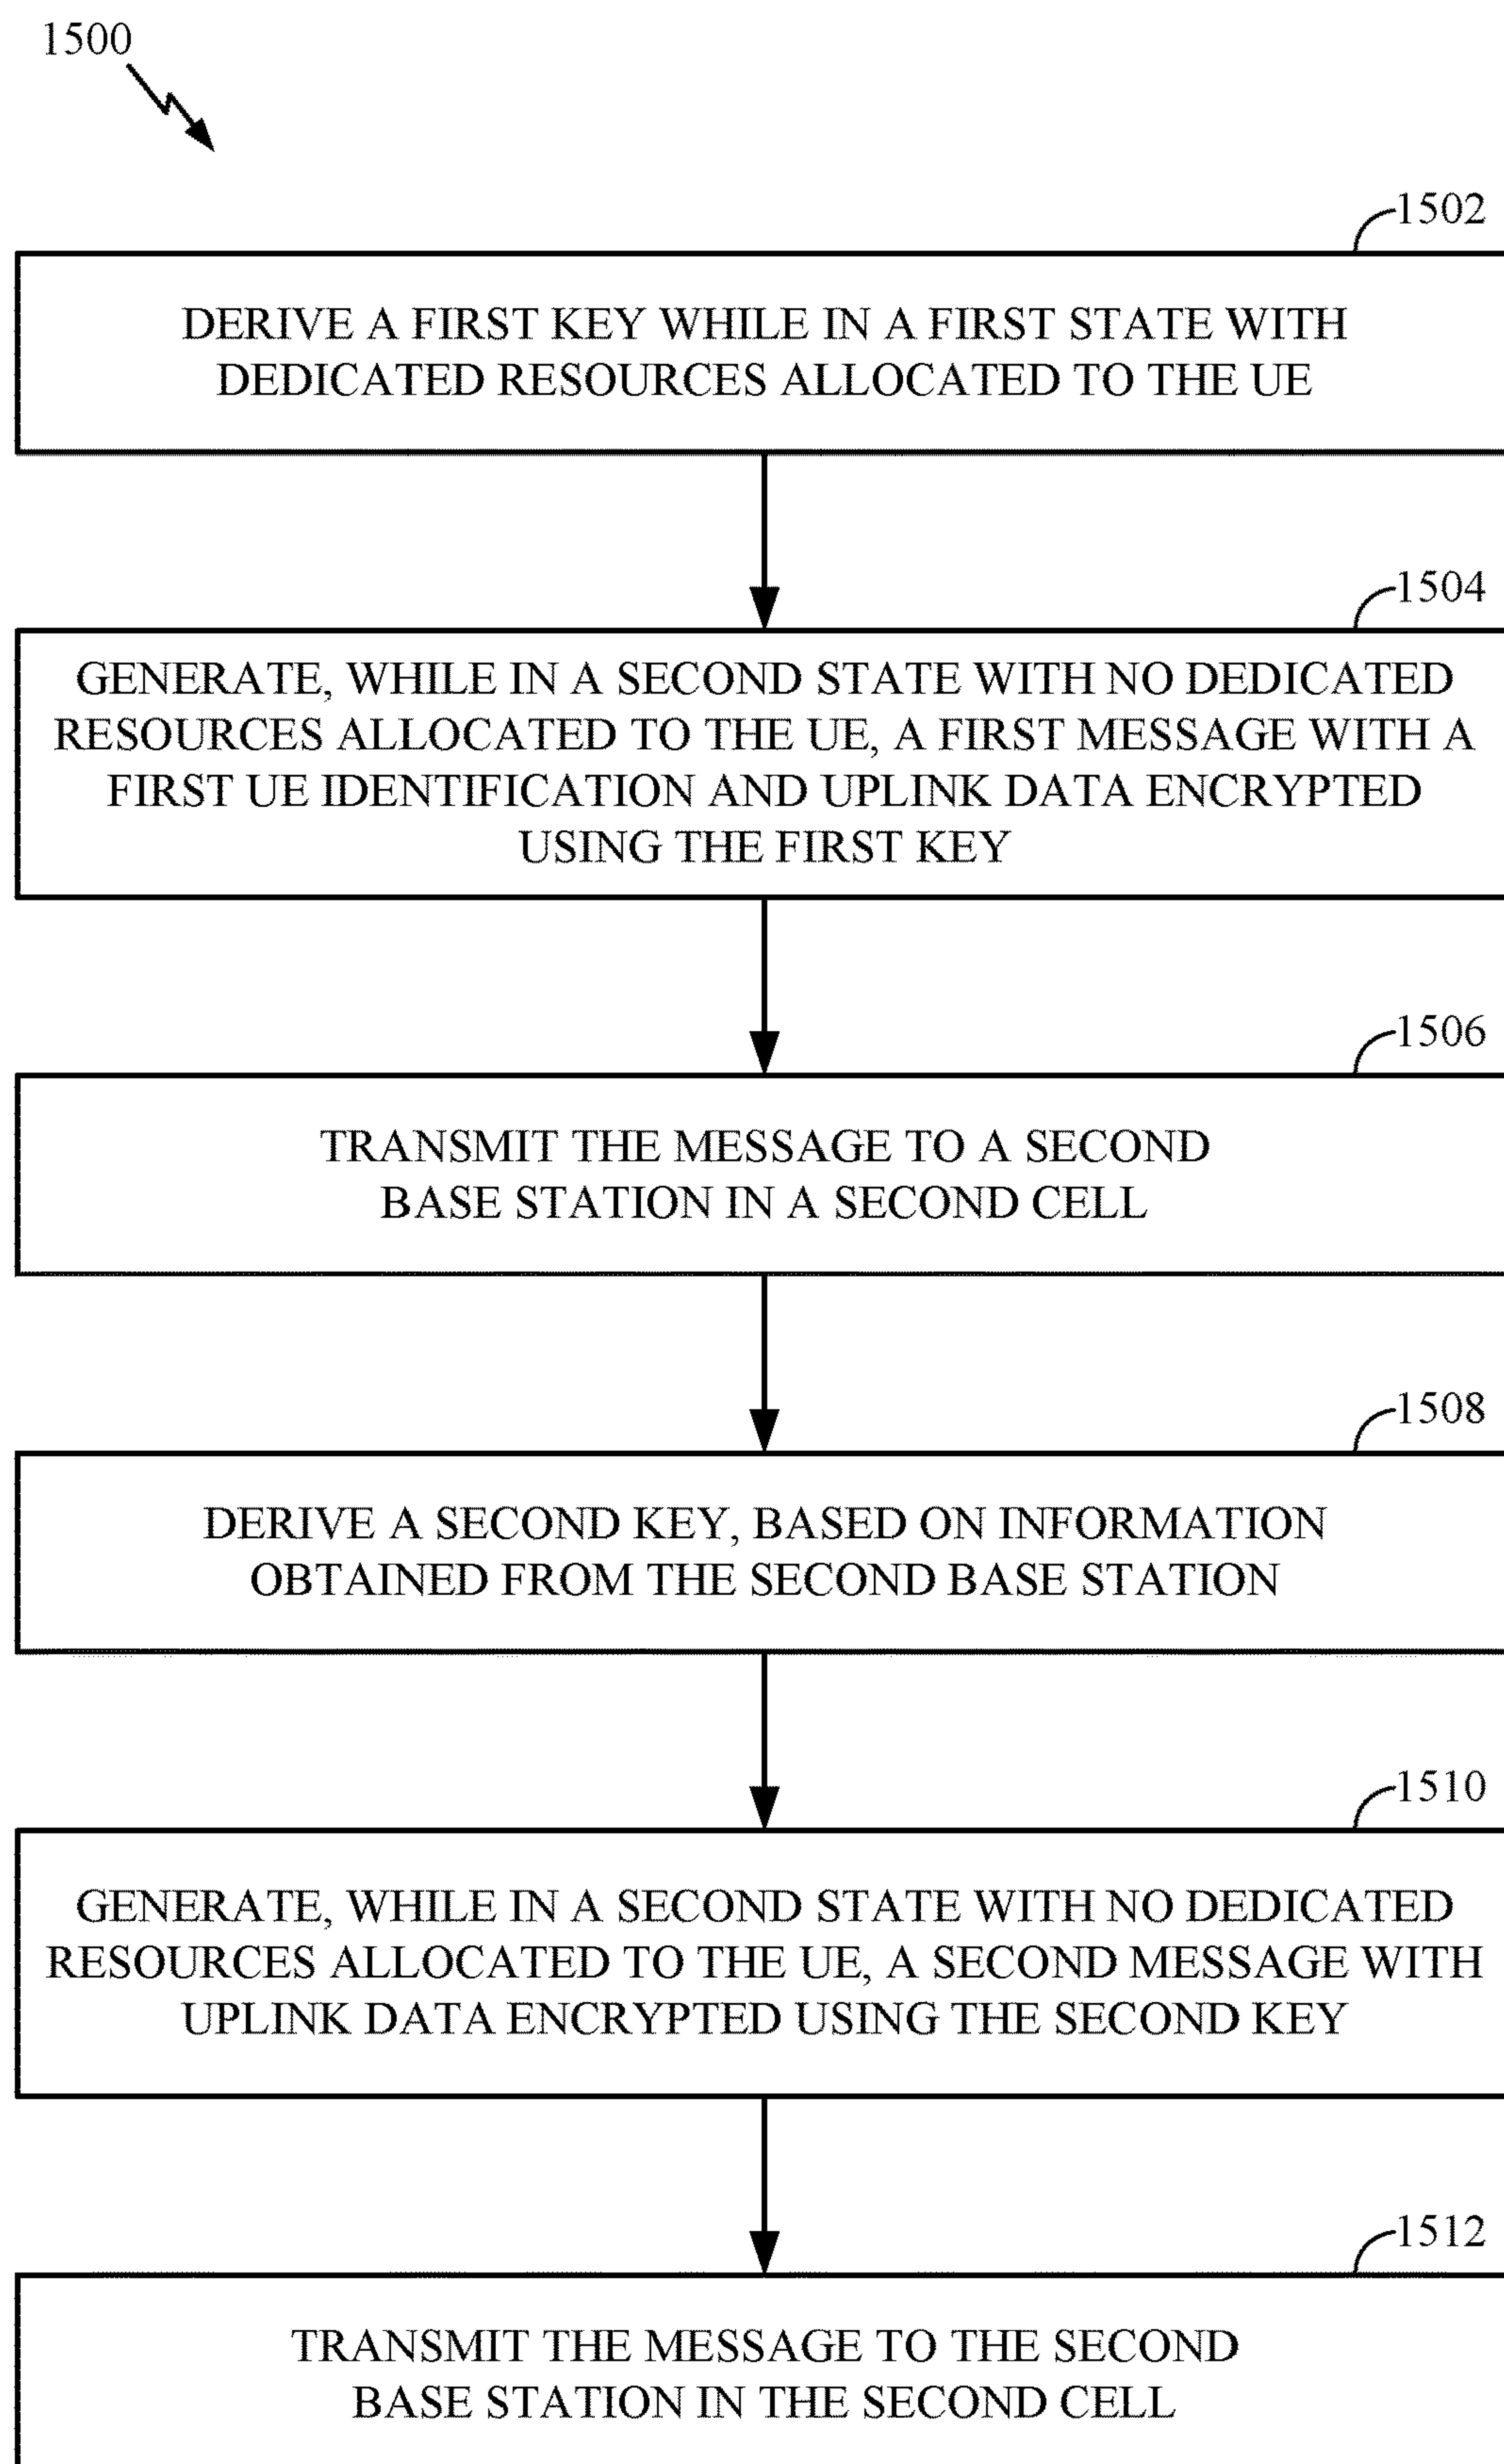 1500
1502
DERIVE A FIRST KEY WHILE IN A FIRST STATE WITH
DEDICATED RESOURCES ALLOCATED TO THE UE
1504
GENERATE, WHILE IN A SECOND STATE WITH NO DEDICATED
RESOURCES ALLOCATED TO THE UE, A FIRST MESSAGE WITH A
FIRST UE IDENTIFICATION AND UPLINK DATA ENCRYPTED
USING THE FIRST KEY
1506
TRANSMIT THE MESSAGE TO A SECOND
BASE STATION IN A SECOND CELL
1508
DERIVE A SECOND KEY, BASED ON INFORMATION
OBTAINED FROM THE SECOND BASE STATION
1510
GENERATE, WHILE IN A SECOND STATE WITH NO DEDICATED
RESOURCES ALLOCATED TO THE UE, A SECOND MESSAGE WITH
UPLINK DATA ENCRYPTED USING THE SECOND KEY
1512
TRANSMIT THE MESSAGE TO THE SECOND
BASE STATION IN THE SECOND CELL